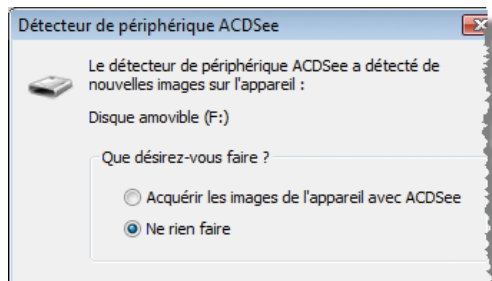 Détecteur de périphérique ACDSee
Le détecteur de périphérique ACDSee a détecté de
nouvelles images sur l'appareil :
Disque amovible (F:)
Que désirez-vous faire ?
Acquérir les images de l'appareil avec ACDSee
Ne rien faire